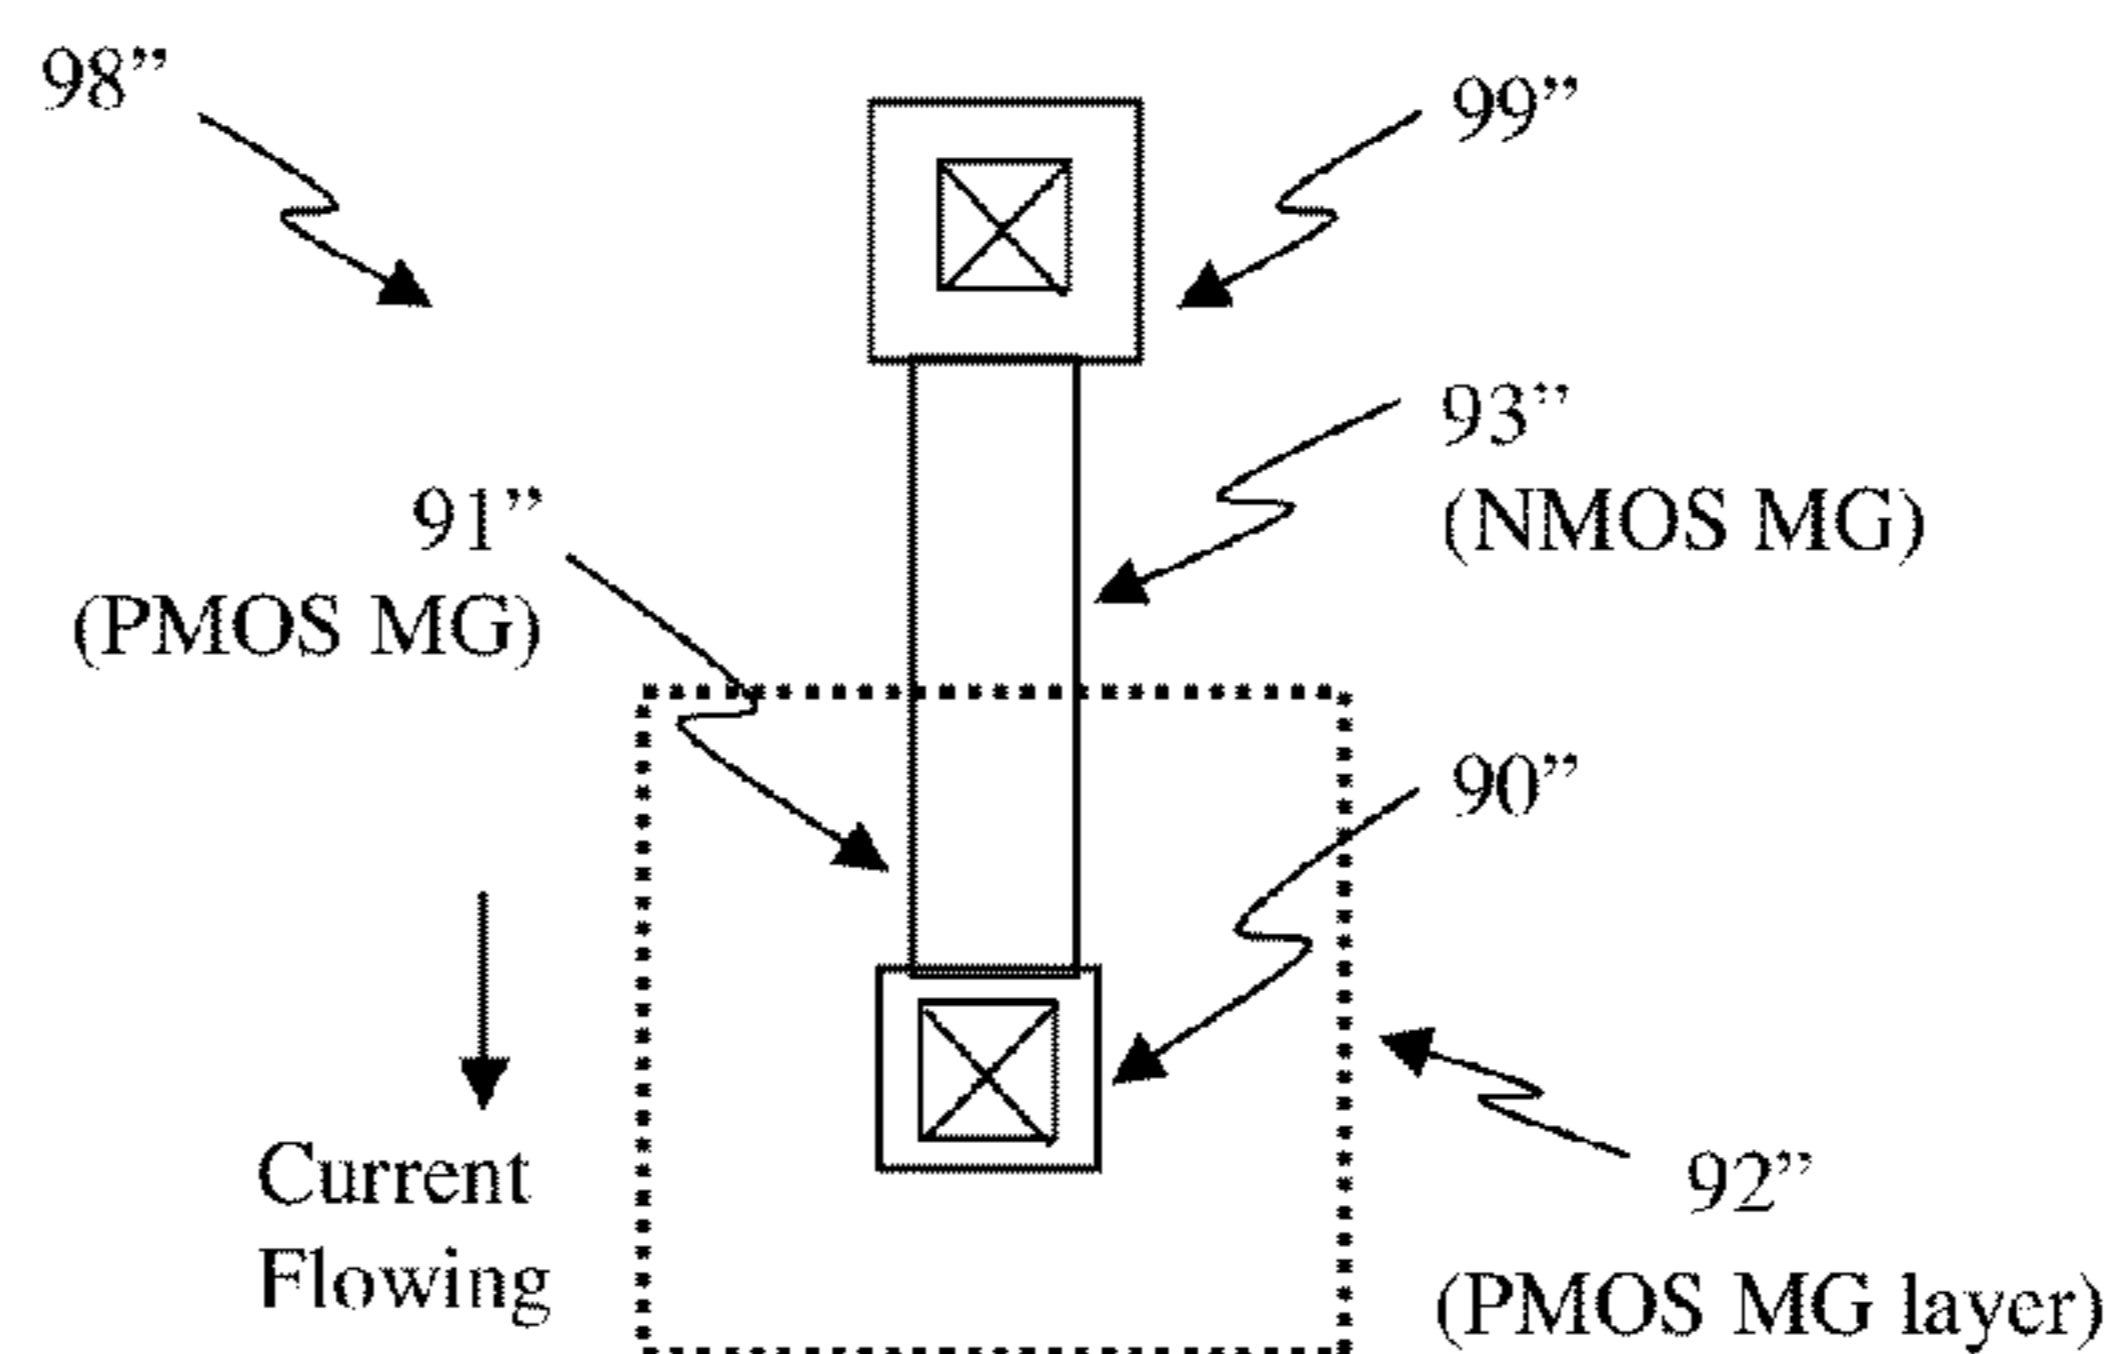 98”
99”
93”
(NMOS MG)
91”
(PMOS MG)
90”
Current
Flowing
92”
(PMOS MG layer)